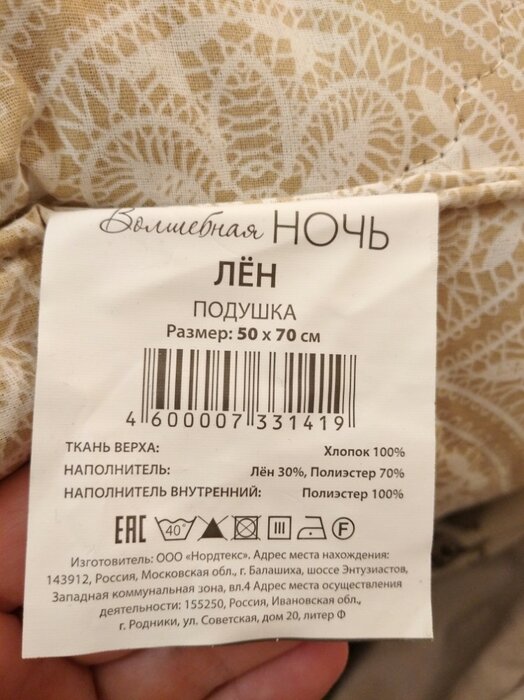 Волшебная НОЧЬ
ЛЁН
ПОДУШКА
Размер: 50 х 70 см
4 600007 331419
ТКАНЬ ВЕРХА: Хлопок 100%
НАПОЛНИТЕЛЬ: Лён 30%, Полиэстер 70%
НАПОЛНИТЕЛЬ ВНУТРЕННИЙ: Полиэстер 100%
EAC 40° F
Изготовитель: ООО «Нордтекс». Адрес места нахождения:
143912, Россия, Московская обл., г. Балашиха, шоссе Энтузиастов,
Западная коммунальная зона, вл.4 Адрес места осуществления
деятельности: 155250, Россия, Ивановская обл.,
г. Родники, ул. Советская, дом 20, литер Ф